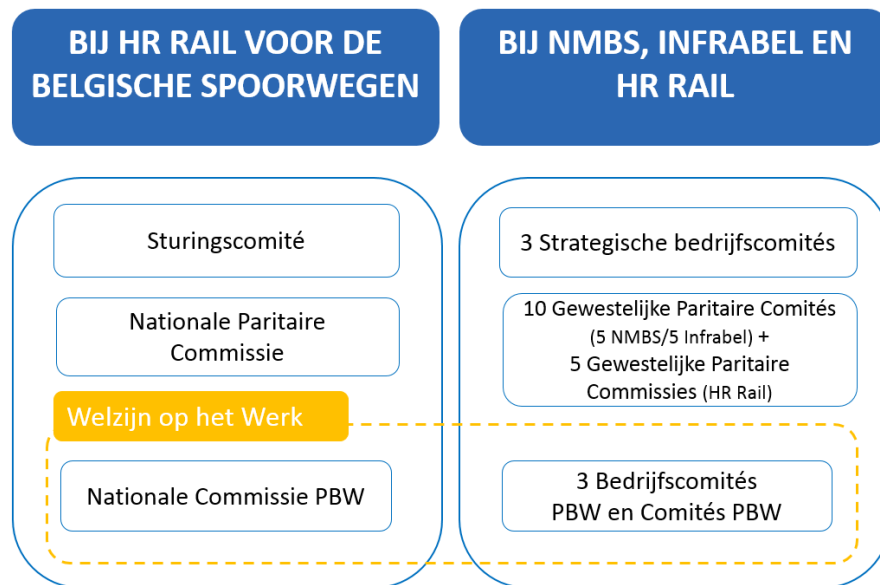 BIJ HR RAIL VOOR DE
BELGISCHE SPOORWEGEN
BIJ NMBS, INFRABEL EN
HR RAIL
Sturingscomité
Nationale Paritaire
Commissie
Welzijn op het Werk
Nationale Commissie PBW
3 Strategische bedrijfscomités
10 Gewestelijke Paritaire Comités
(5 NMBS/5 Infrabel) +
5 Gewestelijke Paritaire
Commissies (HR Rail)
3 Bedrijfscomités
PBW en Comités PBW